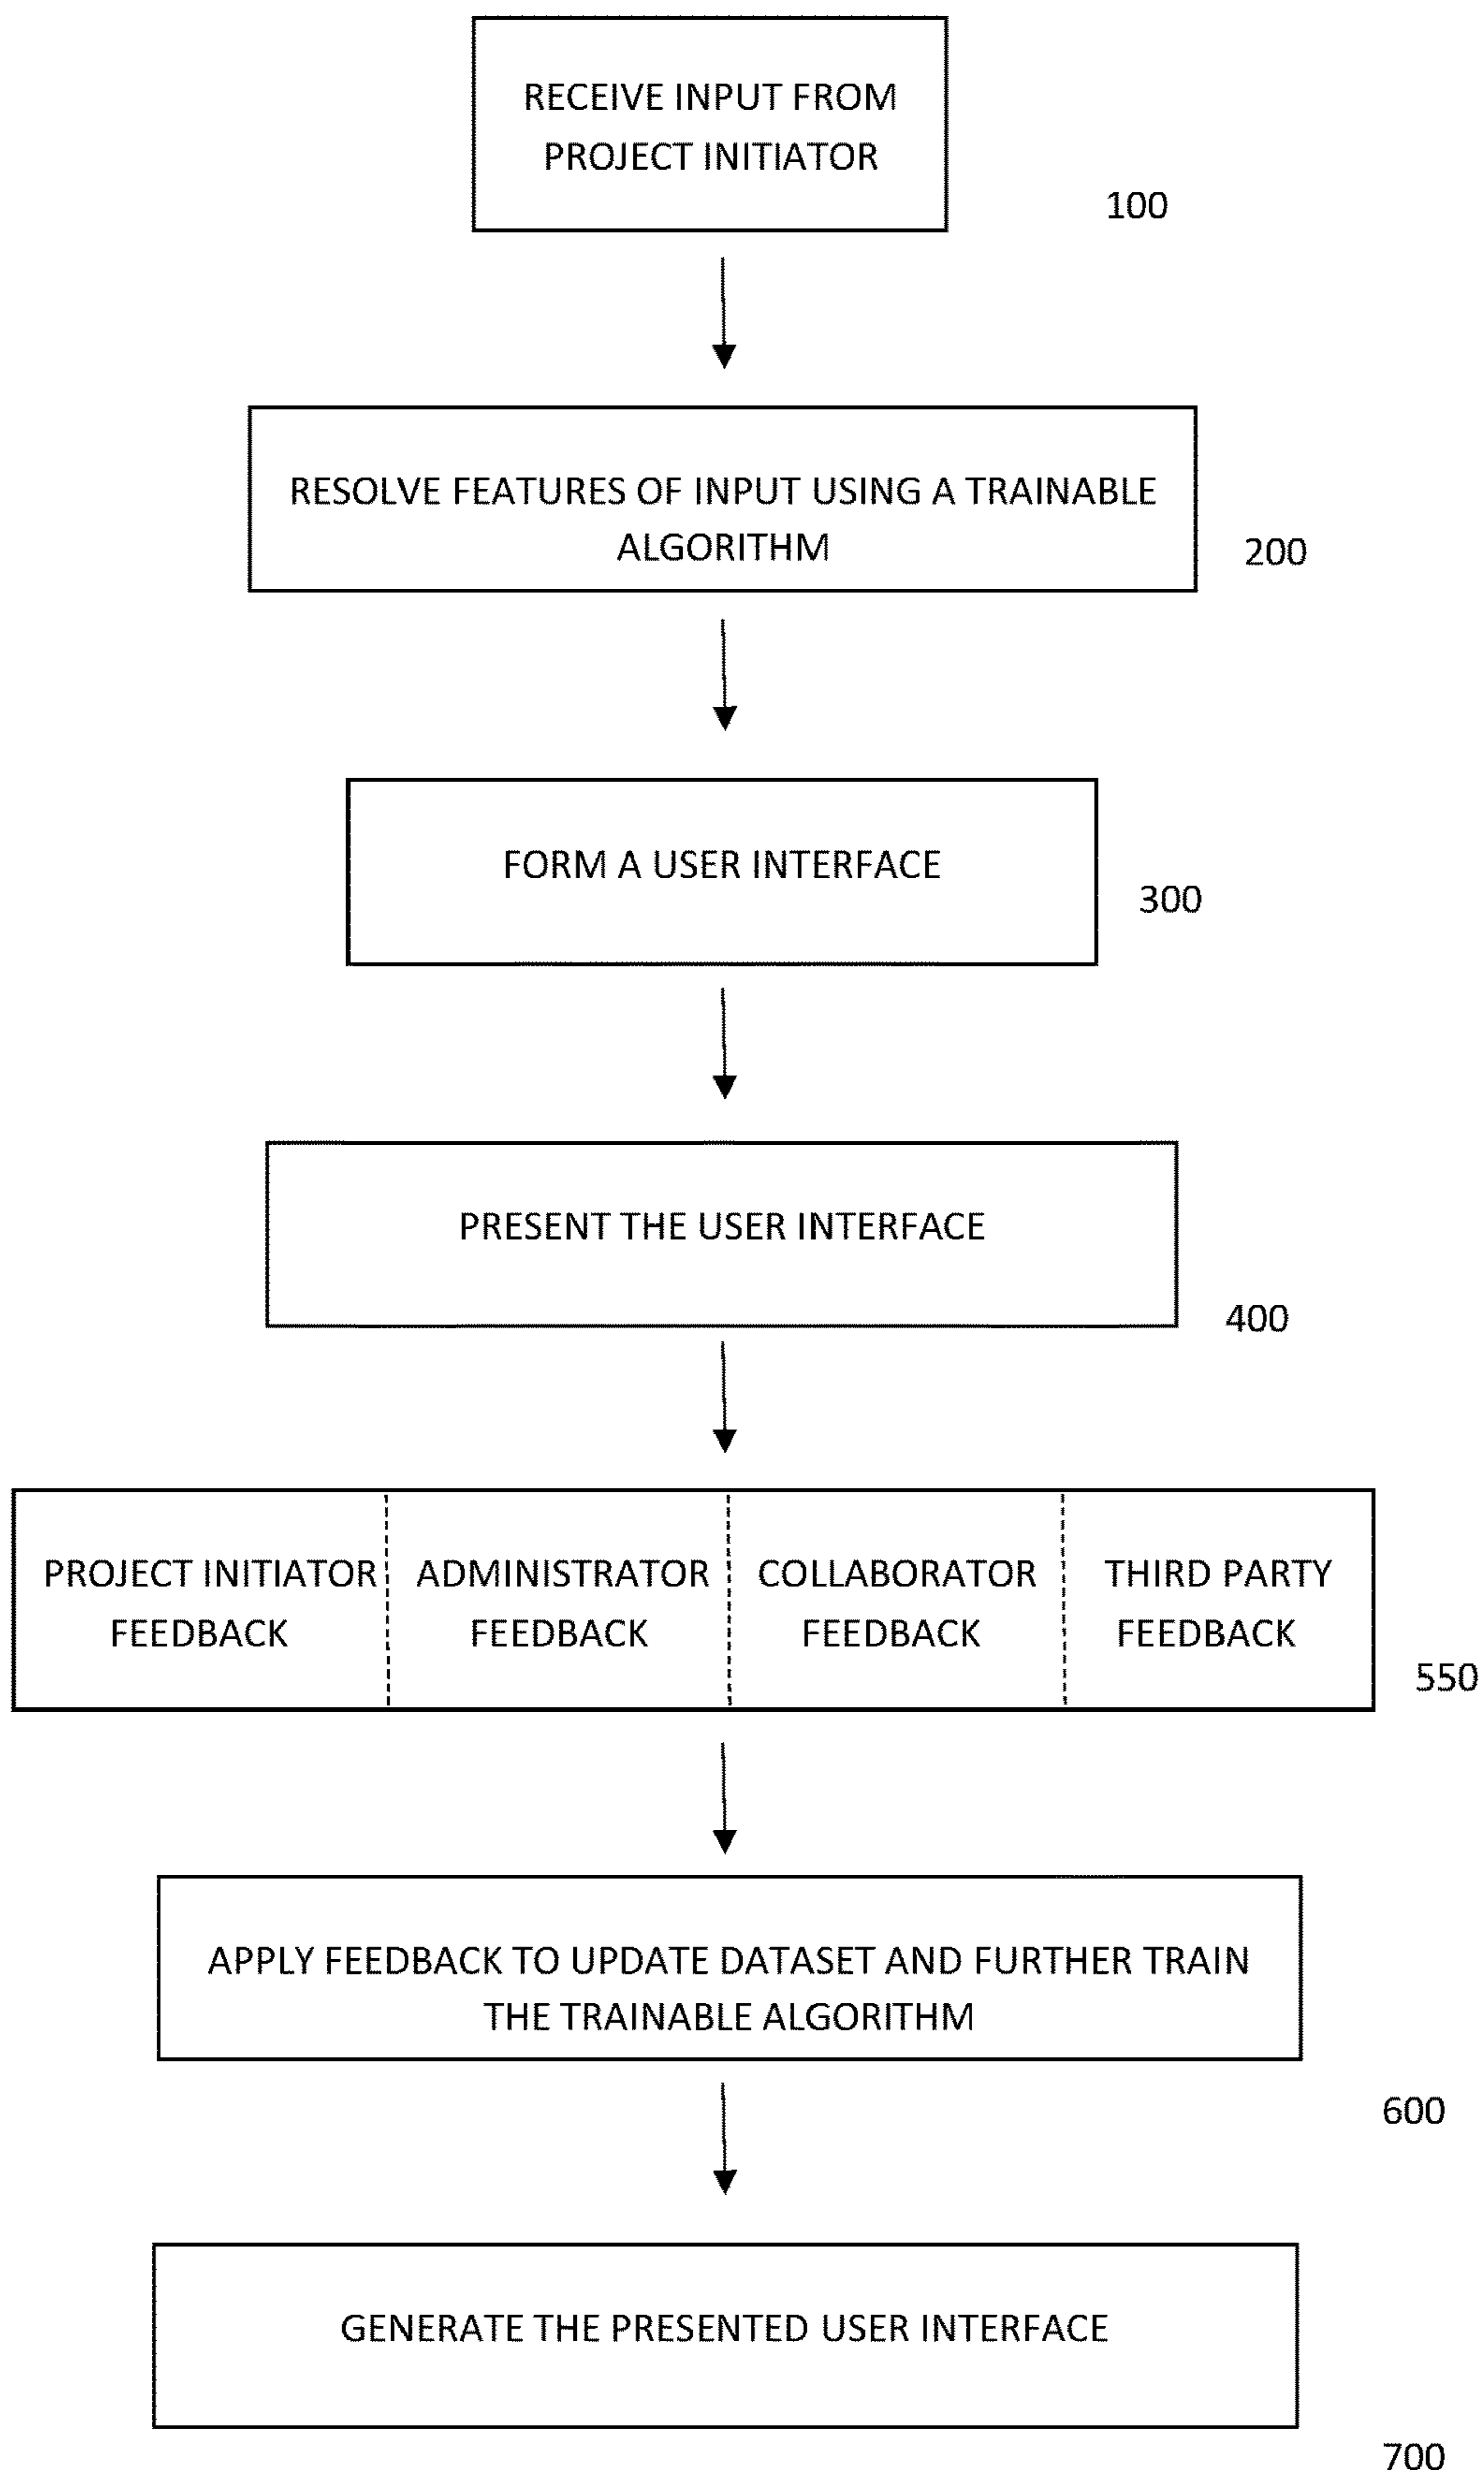 RECEIVE INPUT FROM
PROJECT INITIATOR
100
RESOLVE FEATURES OF INPUT USING A TRAINABLE
ALGORITHM
200
FORM A USER INTERFACE
300
PRESENT THE USER INTERFACE
400
PROJECT INITIATOR
FEEDBACK
ADMINISTRATOR
FEEDBACK
COLLABORATOR
FEEDBACK
THIRD PARTY
FEEDBACK
550
APPLY FEEDBACK TO UPDATE DATASET AND FURTHER TRAIN
THE TRAINABLE ALGORITHM
600
GENERATE THE PRESENTED USER INTERFACE
700